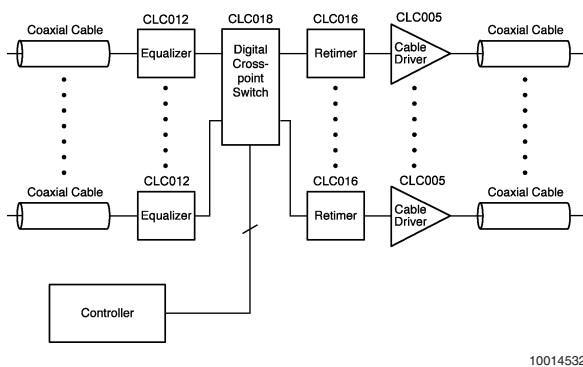 Coaxial Cable
CLC012
Equalizer
CLC018
Digital
Cross-
point
Switch
CLC016
Retimer
CLC005
Cable
Driver
Coaxial Cable
Coaxial Cable
CLC012
Equalizer
CLC016
Retimer
CLC005
Cable
Driver
Coaxial Cable
Controller
10014532